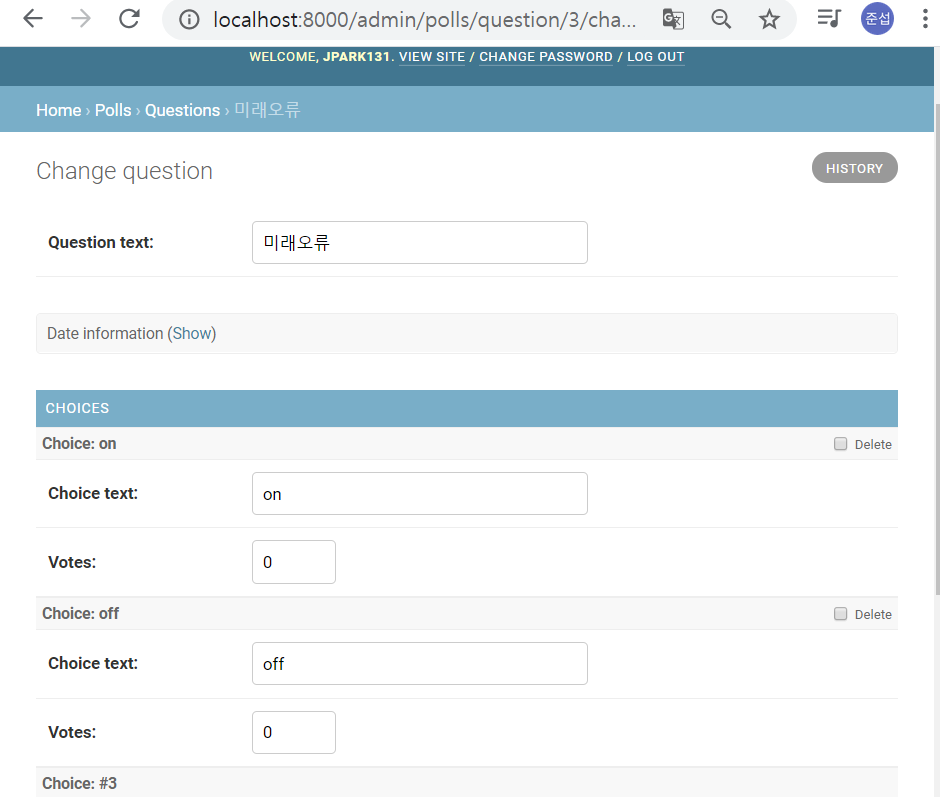 localhost:8000/admin/polls/question/3/cha...
준섭
WELCOME, JPARK131. VIEW SITE / CHANGE PASSWORD / LOG OUT
Home › Polls › Questions › 미래오류
Change question
HISTORY
Question text:
미래오류
Date information (Show)
CHOICES
Choice: on
Delete
Choice text:
on
Votes:
0
Choice: off
Delete
Choice text:
off
Votes:
0
Choice: #3